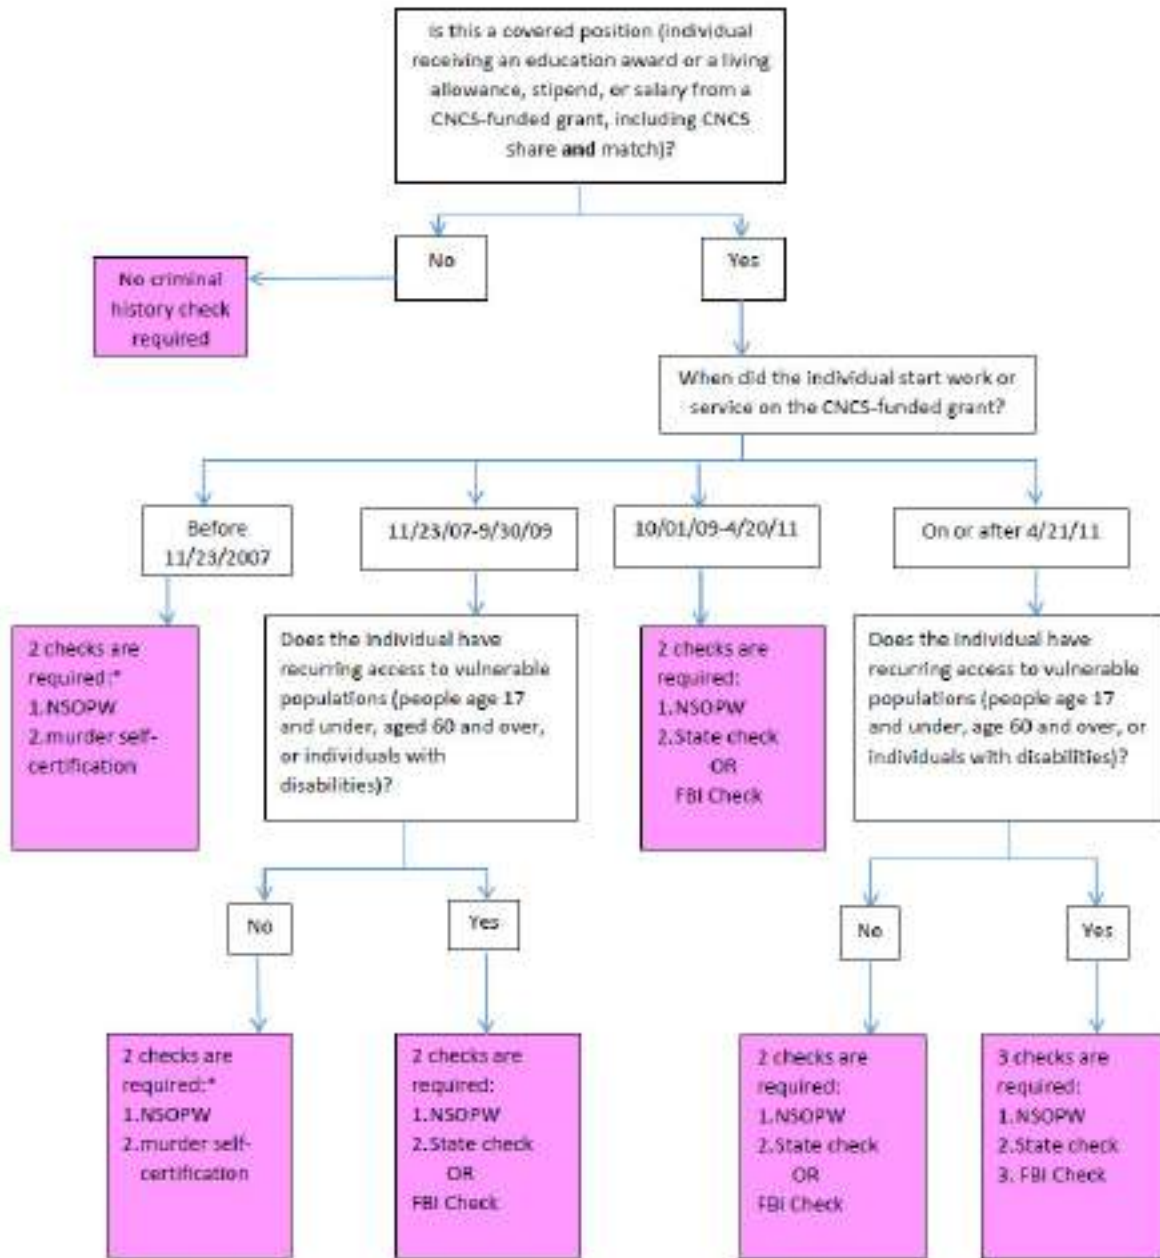 Is this a covered position (individual
receiving an education award or a living
allowance, stipend, or salary from a
CNCS-funded grant, including CNCS
share and match)?
No
Yes
No criminal
history check
required
When did the individual start work or
service on the CNCS-funded grant?
Before
11/23/2007
11/23/07-9/30/09
10/01/09-4/20/11
On or after 4/21/11
2 checks are
required:*
1.NSOPW
2.murder self-
certification
Does the individual have
recurring access to vulnerable
populations (people age 17
and under, aged 60 and over,
or individuals with
disabilities)?
2 checks are
required:
1.NSOPW
2.State check
OR
FBI Check
Does the individual have
recurring access to vulnerable
populations (people age 17
and under, age 60 and over, or
individuals with disabilities)?
No
Yes
No
Yes
2 checks are
required:*
1.NSOPW
2.murder self-
certification
2 checks are
required:
1.NSOPW
2.State check
OR
FBI Check
2 checks are
required:
1.NSOPW
2.State check
OR
FBI Check
3 checks are
required:
1.NSOPW
2.State check
3. FBI Check